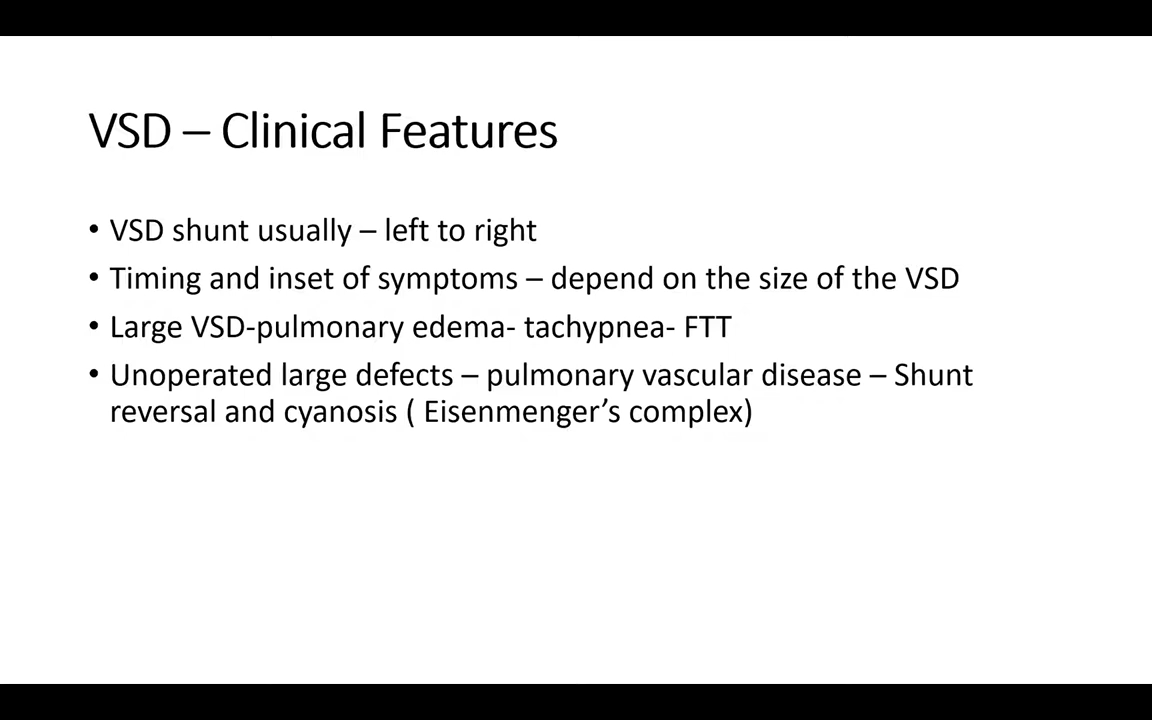 VSD – Clinical Features
• VSD shunt usually – left to right
• Timing and inset of symptoms – depend on the size of the VSD
• Large VSD-pulmonary edema- tachypnea- FTT
• Unoperated large defects – pulmonary vascular disease – Shunt
reversal and cyanosis ( Eisenmenger’s complex)